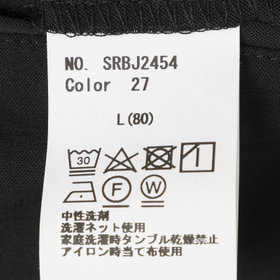 NO. SRBJ2454
Color 27
L(80)
30
F W
中性洗剤
洗濯ネット使用
家庭洗濯時タンブル乾燥禁止
アイロン時当て布使用